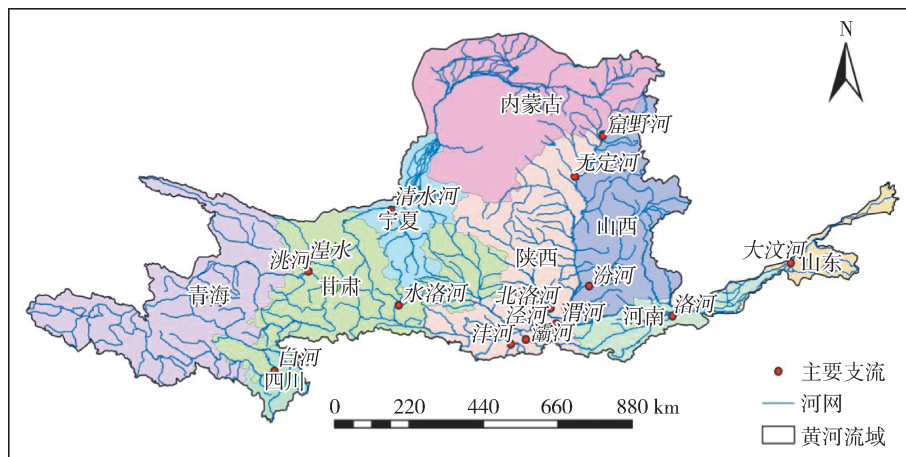 N
内蒙古
窟野河
无定河
清水河
宁夏
山西
大汶河
山东
湟水
洮河
甘肃
陕西
青海
水洛河
汾河
北洛河
泾河
渭河
洛河
河南
沣河
灞河
白河
四川
主要支流
河网
黄河流域
0 220 440 660 880 km